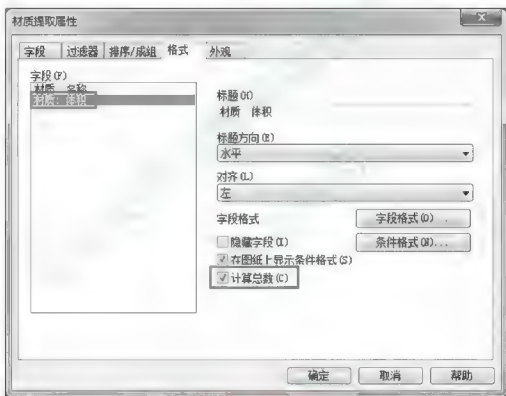 材质提取属性
字段 过滤器 排序/成组 格式 外观
字段(F):
材质: 名称
材质: 体积
标题(H)
材质 体积
标题方向(E)
水平
对齐(L)
左
字段格式
字段格式(O)
隐藏字段(I)
条件格式(N)...
在图纸上显示条件格式(S)
计算总数(C)
确定 取消 帮助